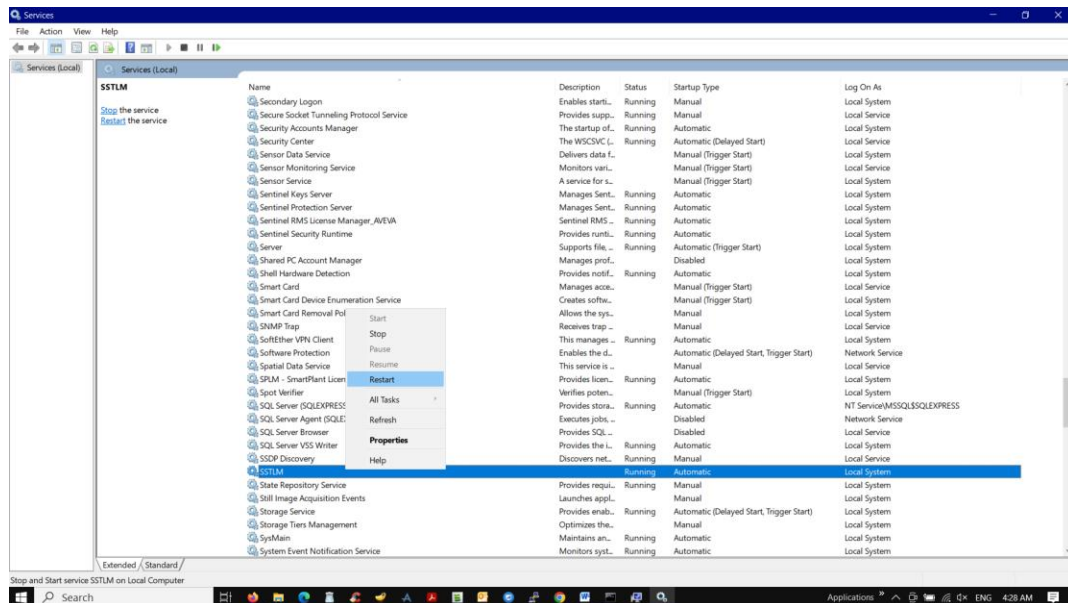 Services
File Action View Help
Services (Local)
Services (Local)
SSTLM
Stop the service
Restart the service
Name Description Status Startup Type Log On As
Secondary Logon Enables starti... Running Manual Local System
Secure Socket Tunneling Protocol Service Provides supp... Running Manual Local Service
Security Accounts Manager The startup of... Running Automatic Local System
Security Center The WSCSVC (... Running Automatic (Delayed Start) Local Service
Sensor Data Service Delivers data f... Manual (Trigger Start) Local System
Sensor Monitoring Service Monitors vari... Manual (Trigger Start) Local Service
Sensor Service A service for s... Manual (Trigger Start) Local System
Sentinel Keys Server Manages Sent... Running Automatic Local System
Sentinel Protection Server Manages Sent... Running Automatic Local System
Sentinel RMS License Manager_AVEVA Sentinel RMS ... Running Automatic Local System
Sentinel Security Runtime Provides runti... Running Automatic Local System
Server Supports file, ... Running Automatic (Trigger Start) Local System
Shared PC Account Manager Manages prof... Disabled Local System
Shell Hardware Detection Provides notif... Running Automatic Local System
Smart Card Manages acce... Manual (Trigger Start) Local Service
Smart Card Device Enumeration Service Creates softw... Manual (Trigger Start) Local System
Smart Card Removal Pol Allows the sys... Manual Local System
SNMP Trap Receives trap ... Manual Local Service
SoftEther VPN Client This manages ... Running Automatic Local System
Software Protection Enables the d... Automatic (Delayed Start, Trigger Start) Network Service
Spatial Data Service This service is ... Manual Local Service
SPLM - SmartPlant Licen Provides licen... Running Automatic Local System
Spot Verifier Verifies poten... Manual (Trigger Start) Local System
SQL Server (SQLEXPRESS Provides stora... Running Automatic NT Service\MSSQL$SQLEXPRESS
SQL Server Agent (SQLE Executes jobs, ... Disabled Network Service
SQL Server Browser Provides SQL ... Disabled Local Service
SQL Server VSS Writer Provides the i... Running Automatic Local System
SSDP Discovery Discovers net... Running Manual Local Service
SSTLM Running Automatic Local System
State Repository Service Provides requi... Running Manual Local System
Still Image Acquisition Events Launches appl... Manual Local System
Storage Service Provides enab... Running Automatic (Delayed Start, Trigger Start) Local System
Storage Tiers Management Optimizes the... Manual Local System
SysMain Maintains an... Running Automatic Local System
System Event Notification Service Monitors syst... Running Automatic Local System
Start
Stop
Pause
Resume
Restart
All Tasks
Refresh
Properties
Help
Extended Standard
Stop and Start service SSTLM on Local Computer
Search Applications ENG 4:28 AM